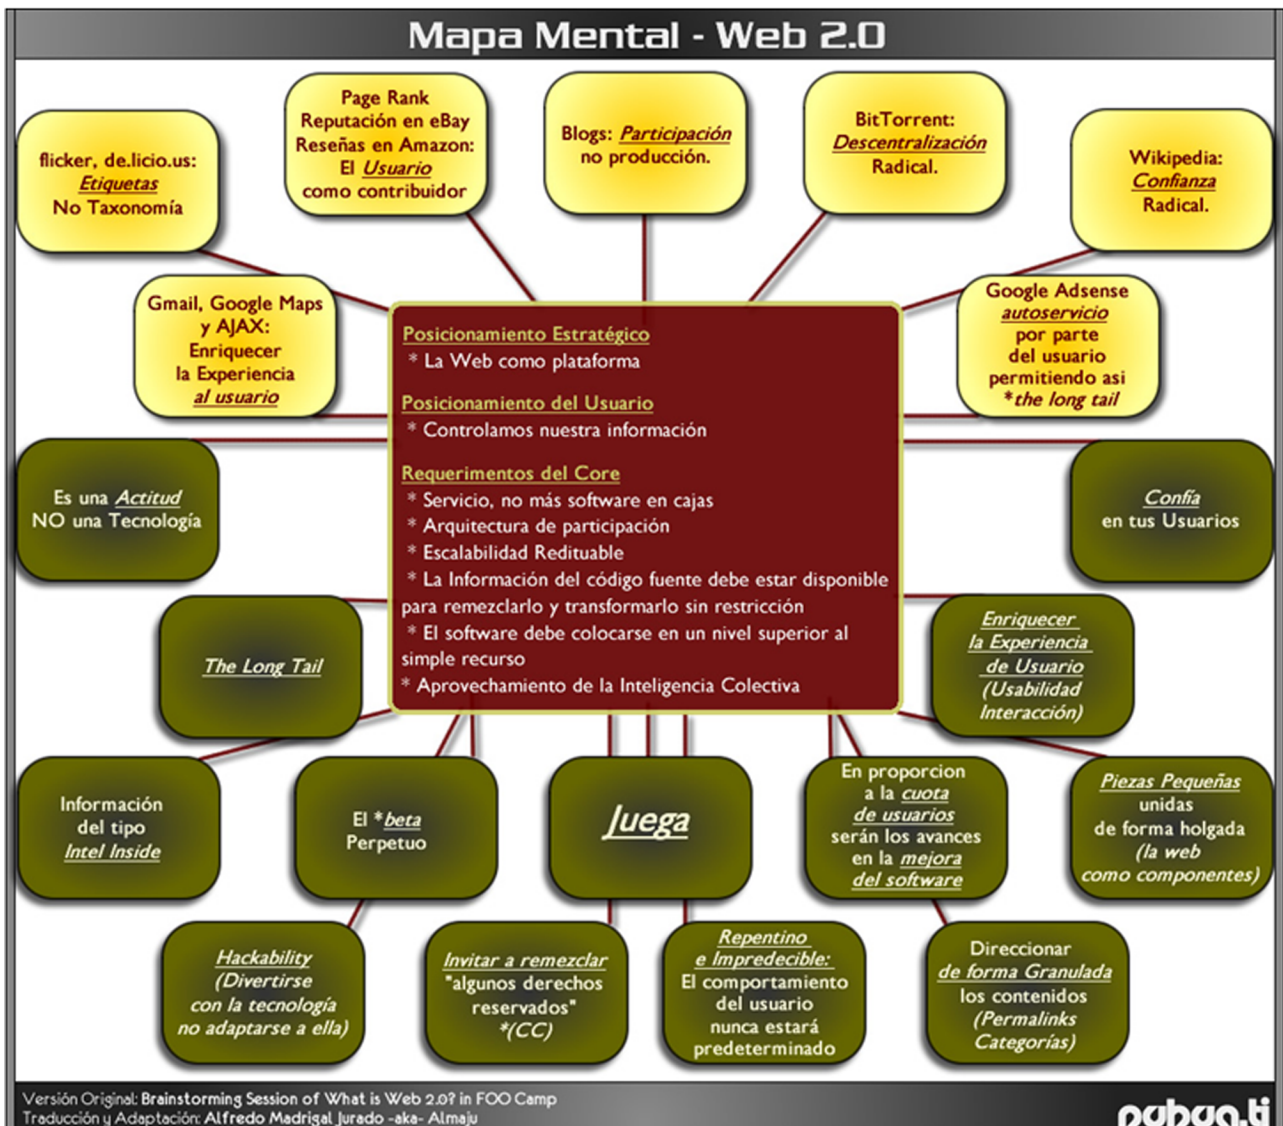 Mapa Mental - Web 2.0
flicker, de.licio.us:
Etiquetas
No Taxonomía
Page Rank
Reputación en eBay
Reseñas en Amazon:
El Usuario
como contribuidor
Blogs: Participación
no producción.
BitTorrent:
Descentralización
Radical.
Wikipedia:
Confianza
Radical.
Gmail, Google Maps
y AJAX:
Enriquecer
la Experiencia
al usuario
Google Adsense
autoservicio
por parte
del usuario
permitiendo asi
*the long tail
Posicionamiento Estratégico
* La Web como plataforma
Posicionamiento del Usuario
* Controlamos nuestra información
Requerimentos del Core
* Servicio, no más software en cajas
* Arquitectura de participación
* Escalabilidad Redituable
* La Información del código fuente debe estar disponible
para remezclarlo y transformarlo sin restricción
* El software debe colocarse en un nivel superior al
simple recurso
* Aprovechamiento de la Inteligencia Colectiva
Es una Actitud
NO una Tecnología
Confía
en tus Usuarios
The Long Tail
Enriquecer
la Experiencia
de Usuario
(Usabilidad
Interacción)
Información
del tipo
Intel Inside
El *beta
Perpetuo
Juega
En proporcion
a la cuota
de usuarios
serán los avances
en la mejora
del software
Piezas Pequeñas
unidas
de forma holgada
(la web
como componentes)
Hackability
(Divertirse
con la tecnología
no adaptarse a ella)
Invitar a remezclar
"algunos derechos
reservados"
*(CC)
Repentino
e Impredecible:
El comportamiento
del usuario
nunca estará
predeterminado
Direccionar
de forma Granulada
los contenidos
(Permalinks
Categorías)
Versión Original: Brainstorming Session of What is Web 2.0? in FOO Camp
Traducción y Adaptación: Alfredo Madrigal Jurado -aka- Almaju